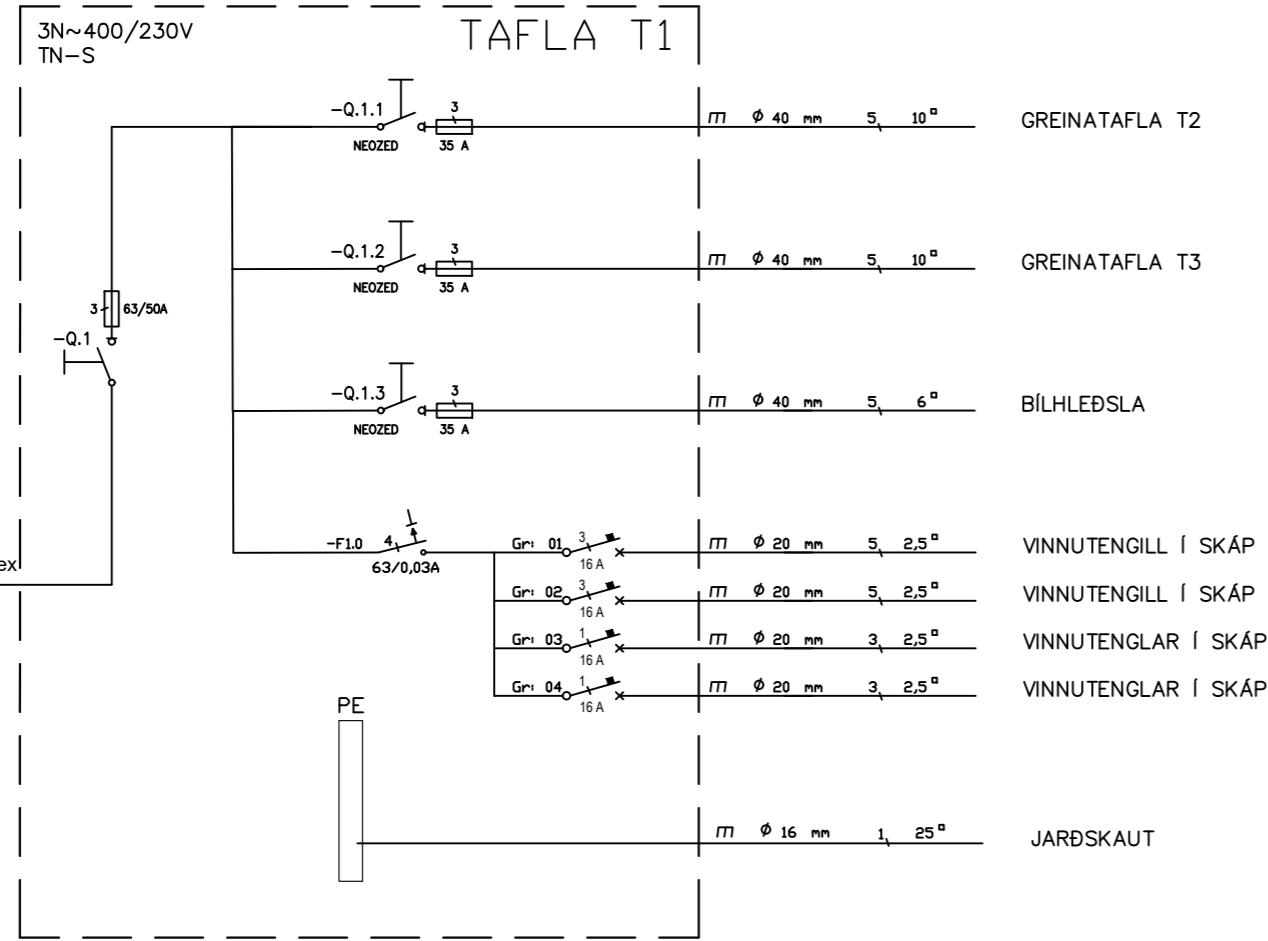 3N~400/230V
TN-S
TAFLA T1
-Q.1.1
3
NEOZED
35 A
Ø 40 mm 5 10▫
GREINATAFLA T2
-Q.1.2
3
NEOZED
35 A
Ø 40 mm 5 10▫
GREINATAFLA T3
3 63/50A
-Q.1
-Q.1.3
3
NEOZED
35 A
Ø 40 mm 5 6▫
BÍLHLEÐSLA
-F1.0 4
63/0,03A
Gr: 01 3
16 A
Ø 20 mm 5 2,5▫
VINNUTENGILL Í SKÁP
Gr: 02 3
16 A
Ø 20 mm 5 2,5▫
VINNUTENGILL Í SKÁP
Gr: 03 1
16 A
Ø 20 mm 3 2,5▫
VINNUTENGLAR Í SKÁP
Gr: 04 1
16 A
Ø 20 mm 3 2,5▫
VINNUTENGLAR Í SKÁP
PE
Ø 16 mm 1 25▫
JARÐSKAUT